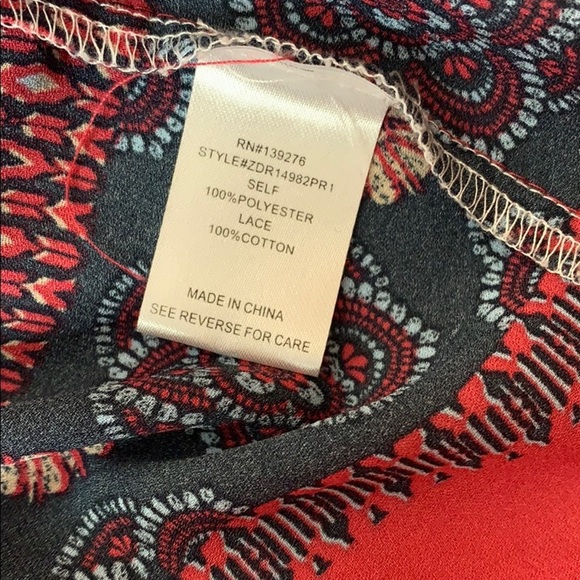 RN#139276
STYLE#ZDR14982PR1
SELF
100%POLYESTER
LACE
100%COTTON
MADE IN CHINA
SEE REVERSE FOR CARE